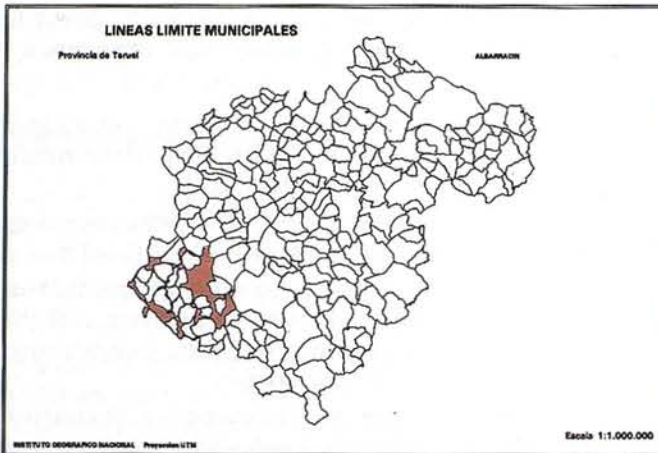 LINEAS LIMITE MUNICIPALES
Provincia de Teruel
ALBARRACIN
INSTITUTO GEOGRAFICO NACIONAL Proyeccion UTM
Escala 1:1.000.000